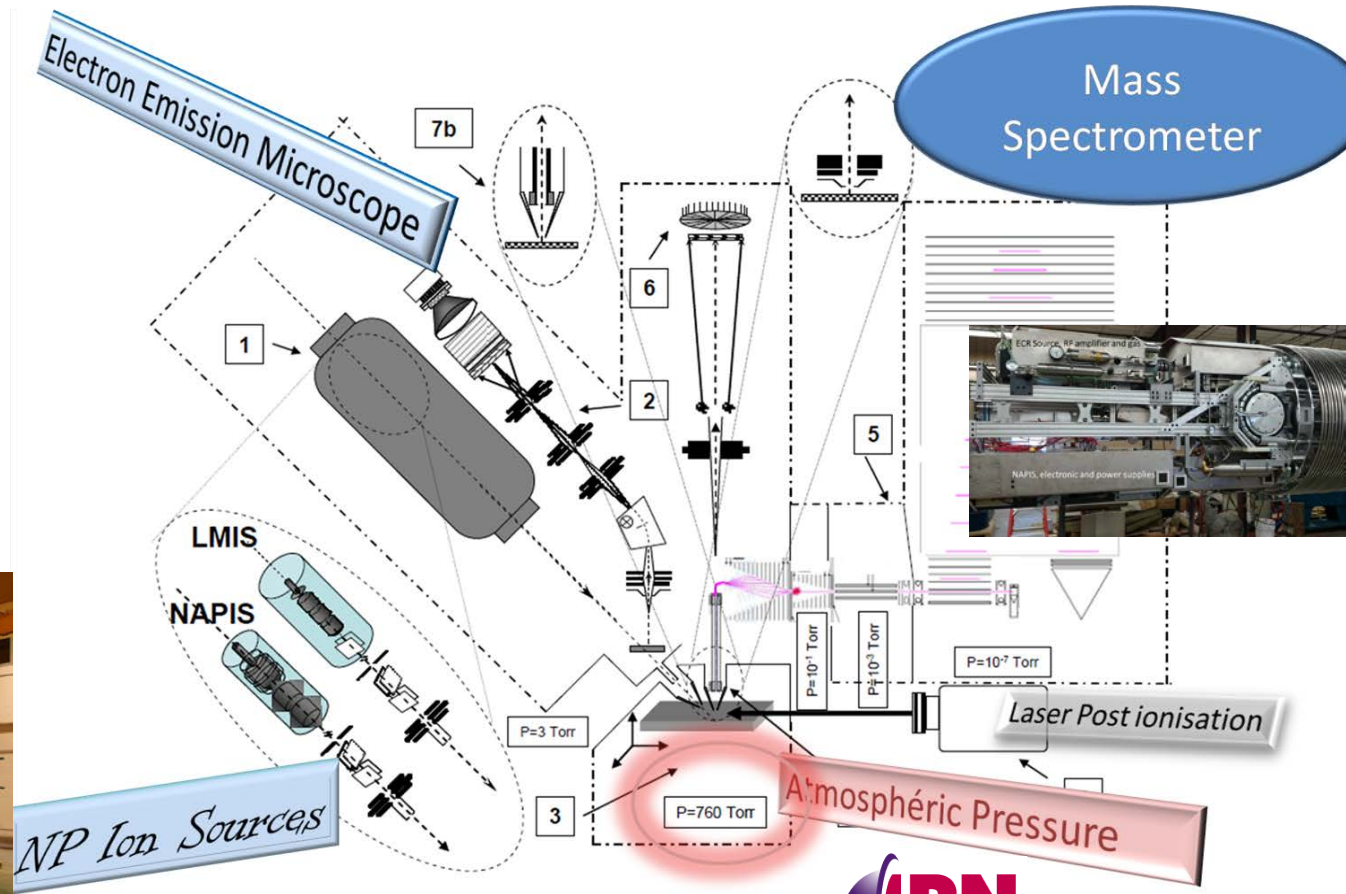 Electron Emission Microscope
Mass
Spectrometer
7b
6
1
2
ECR Source, RF amplifier and gas
5
NAPIS, electronic and power supplies
LMIS
NAPIS
P=10⁻¹ Torr
P=10⁻³ Torr
P=10⁻⁷ Torr
Laser Post ionisation
P=3 Torr
3
P=760 Torr
Atmosphéric Pressure
NP Ion Sources
IPN